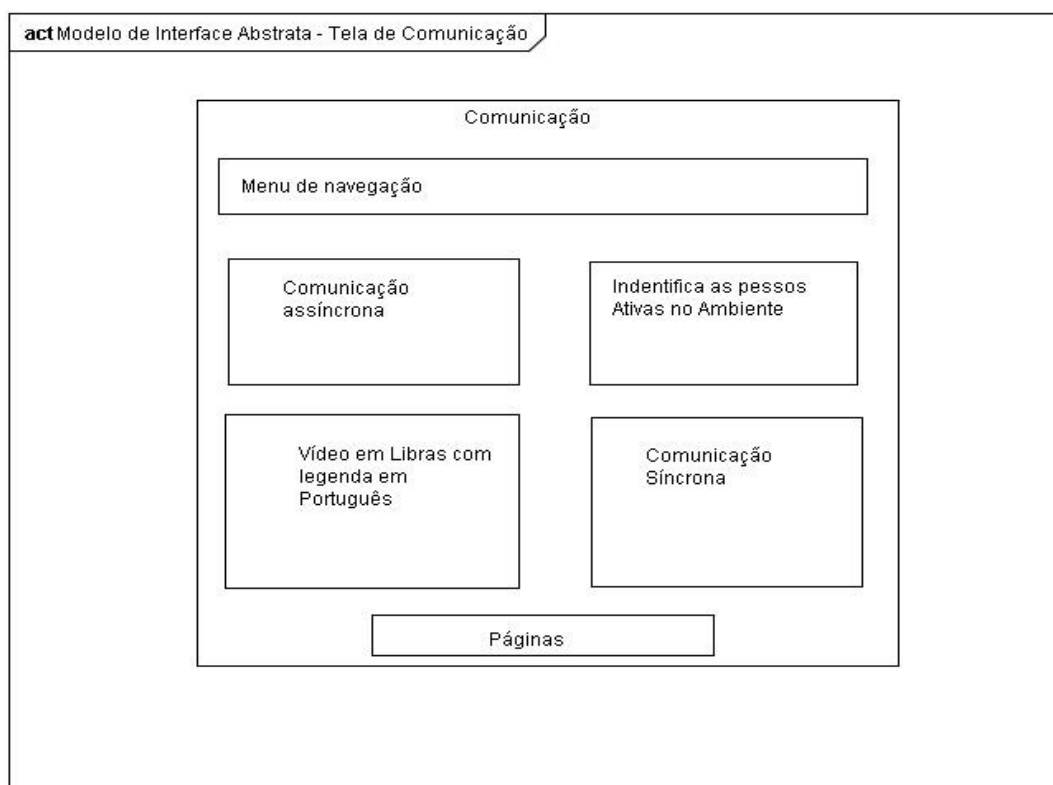 act Modelo de Interface Abstrata - Tela de Comunicação
Comunicação
Menu de navegação
Comunicação
assíncrona
Indentifica as pessos
Ativas no Ambiente
Vídeo em Libras com
legenda em
Português
Comunicação
Síncrona
Páginas